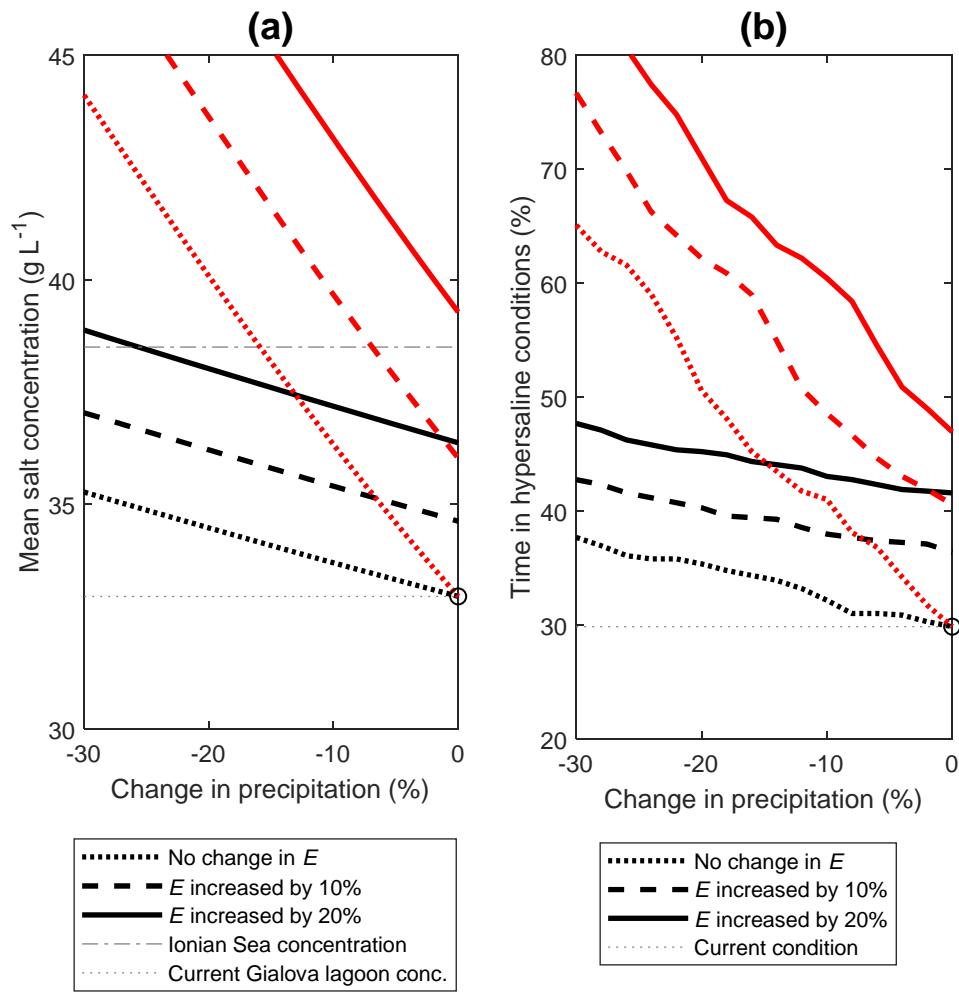 (a)
45
40
35
30
Mean salt concentration (g L⁻¹)
-30 -20 -10 0
Change in precipitation (%)
No change in E
E increased by 10%
E increased by 20%
Ionian Sea concentration
Current Gialova lagoon conc.
(b)
80
70
60
50
40
30
20
Time in hypersaline conditions (%)
-30 -20 -10 0
Change in precipitation (%)
No change in E
E increased by 10%
E increased by 20%
Current condition